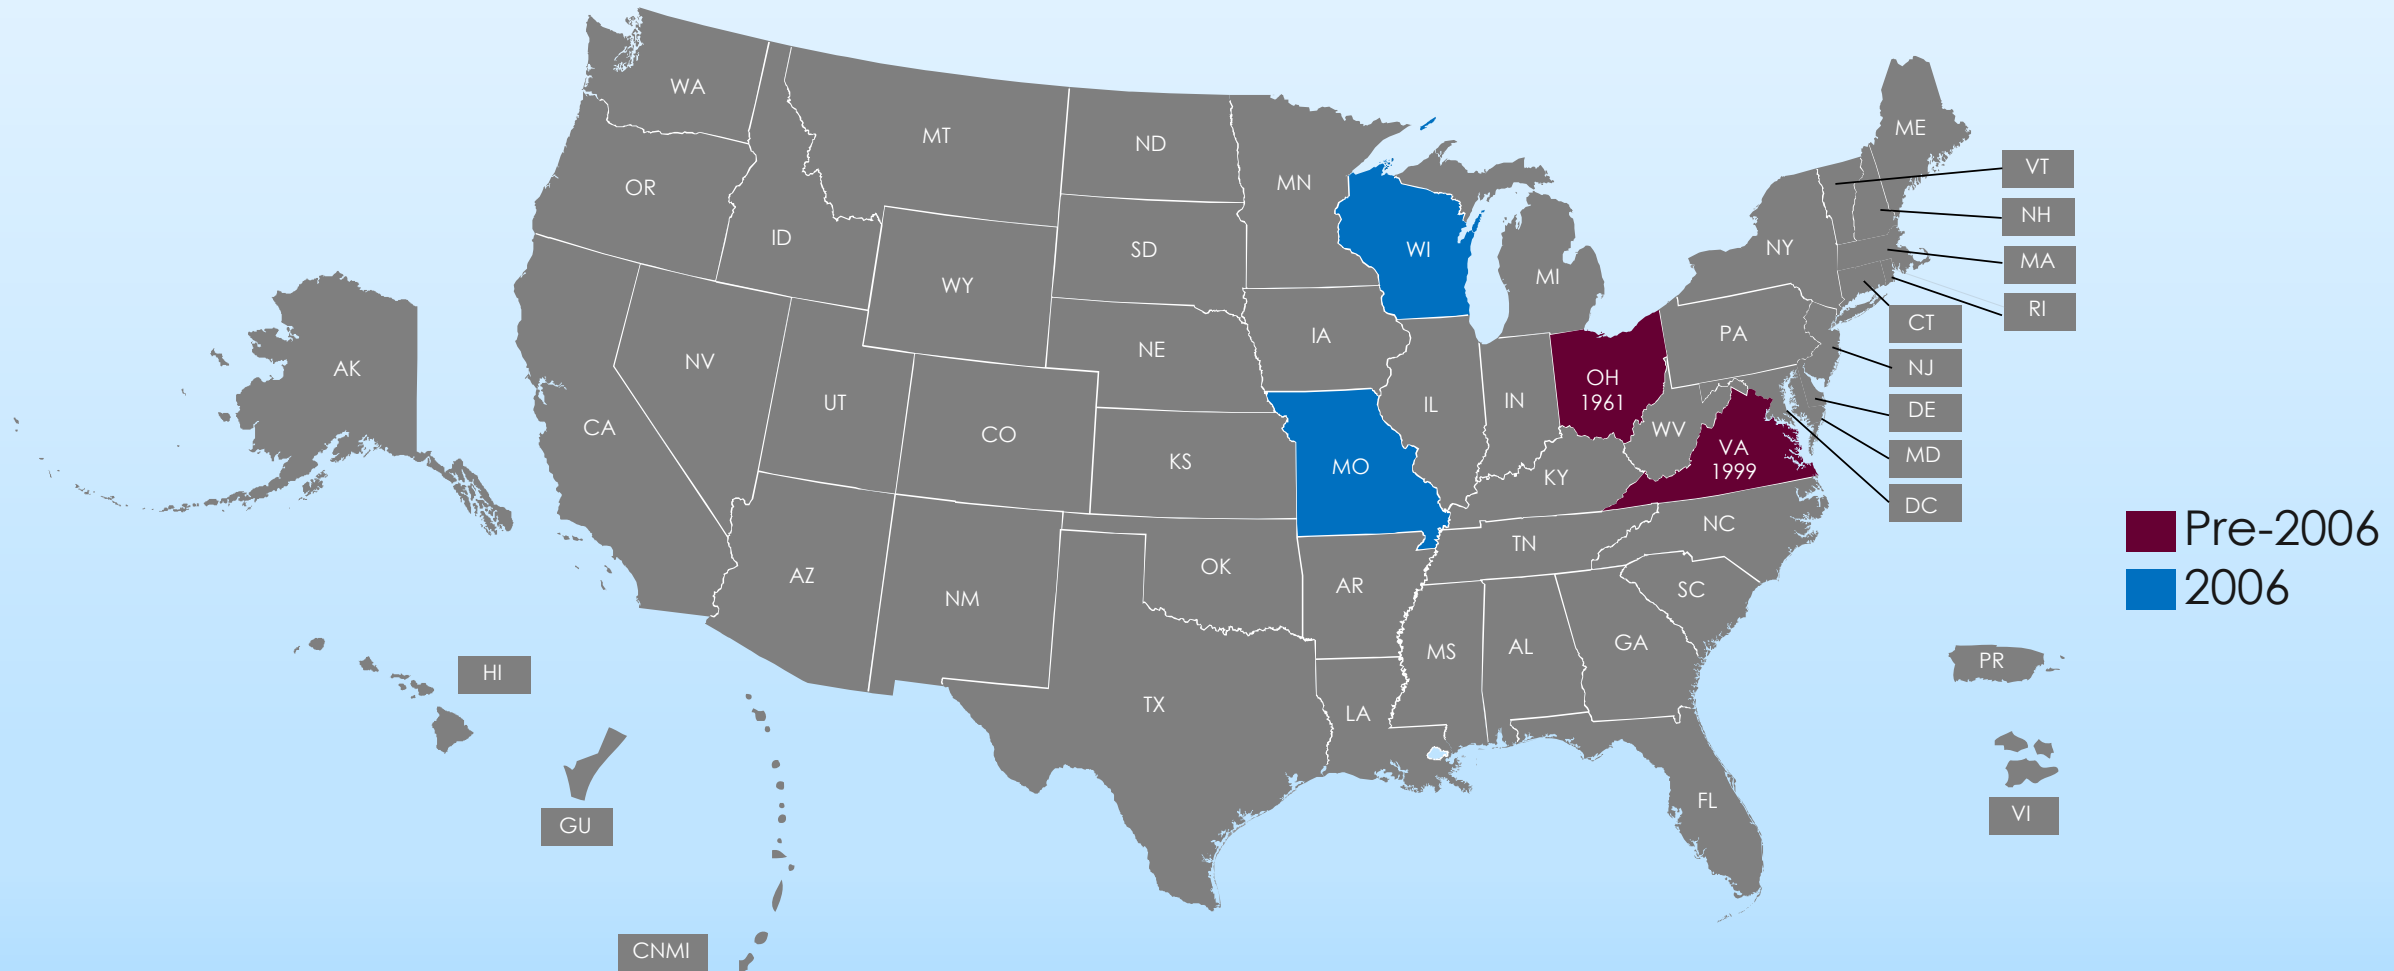 WA
MT
ND
MN
OR
ID
SD
WI
WY
MI
NY
ME
VT
NH
MA
RI
CT
NJ
DE
MD
DC
PA
IA
NE
NV
UT
CA
CO
KS
MO
IL
IN
OH
1961
WV
VA
1999
KY
NC
TN
SC
AZ
NM
OK
AR
MS
AL
GA
TX
LA
FL
AK
HI
GU
CNMI
PR
VI
Pre-2006
2006